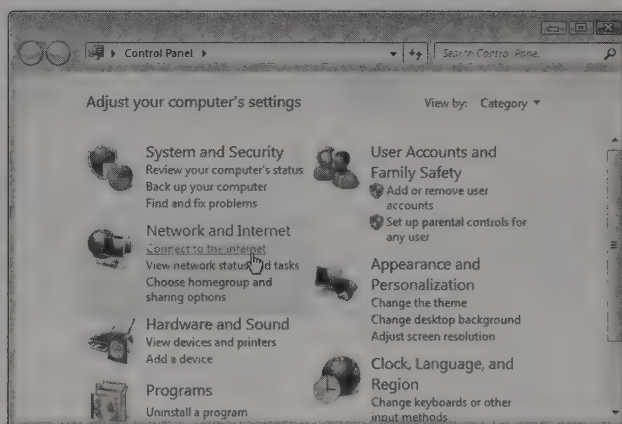 Control Panel
Search Control Panel
Adjust your computer's settings
View by: Category
System and Security
Review your computer's status
Back up your computer
Find and fix problems
Network and Internet
Connect to the Internet
View network status and tasks
Choose homegroup and
sharing options
Hardware and Sound
View devices and printers
Add a device
Programs
Uninstall a program
User Accounts and
Family Safety
Add or remove user
accounts
Set up parental controls for
any user
Appearance and
Personalization
Change the theme
Change desktop background
Adjust screen resolution
Clock, Language, and
Region
Change keyboards or other
input methods